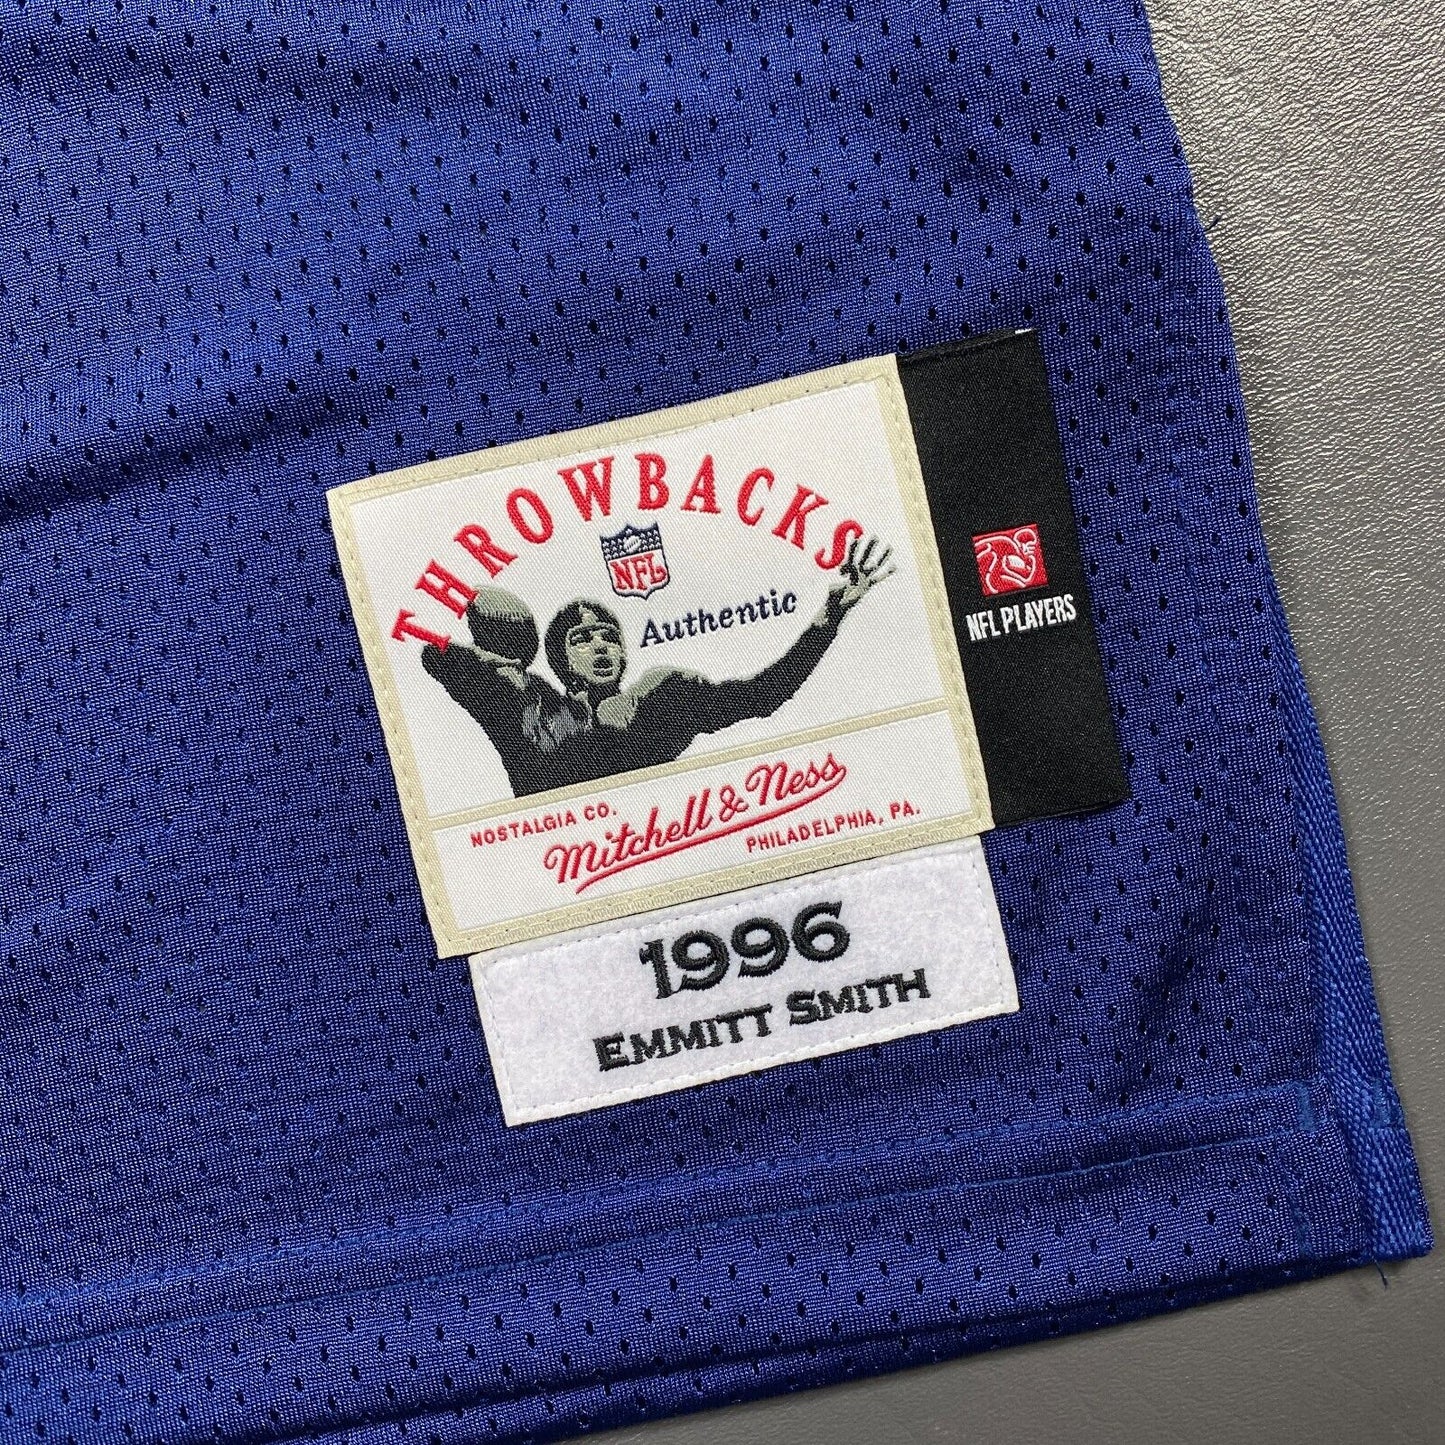 THROWBACKS
NFL
Authentic
NFL PLAYERS
NOSTALGIA CO.
Mitchell & Ness
PHILADELPHIA, PA.
1996
EMMITT SMITH